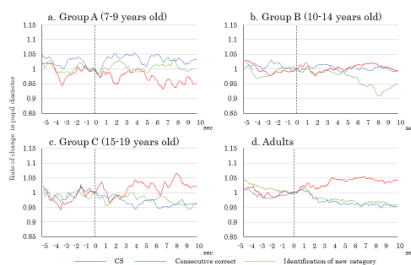 a. Group A (7-9 years old)
b. Group B (10-14 years old)
1.15
1.1
1.05
1
0.95
0.9
0.85
-5 -4 -3 -2 -1 0 1 2 3 4 5 6 7 8 9 10
sec
1.15
1.1
1.05
1
0.95
0.9
0.85
-5 -4 -3 -2 -1 0 1 2 3 4 5 6 7 8 9 10
sec
Rate of change in pupil diameter
c. Group C (15-19 years old)
d. Adults
1.15
1.1
1.05
1
0.95
0.9
0.85
-5 -4 -3 -2 -1 0 1 2 3 4 5 6 7 8 9 10
sec
1.15
1.1
1.05
1
0.95
0.9
0.85
-5 -4 -3 -2 -1 0 1 2 3 4 5 6 7 8 9 10
sec
CS
Consecutive correct
Identification of new category